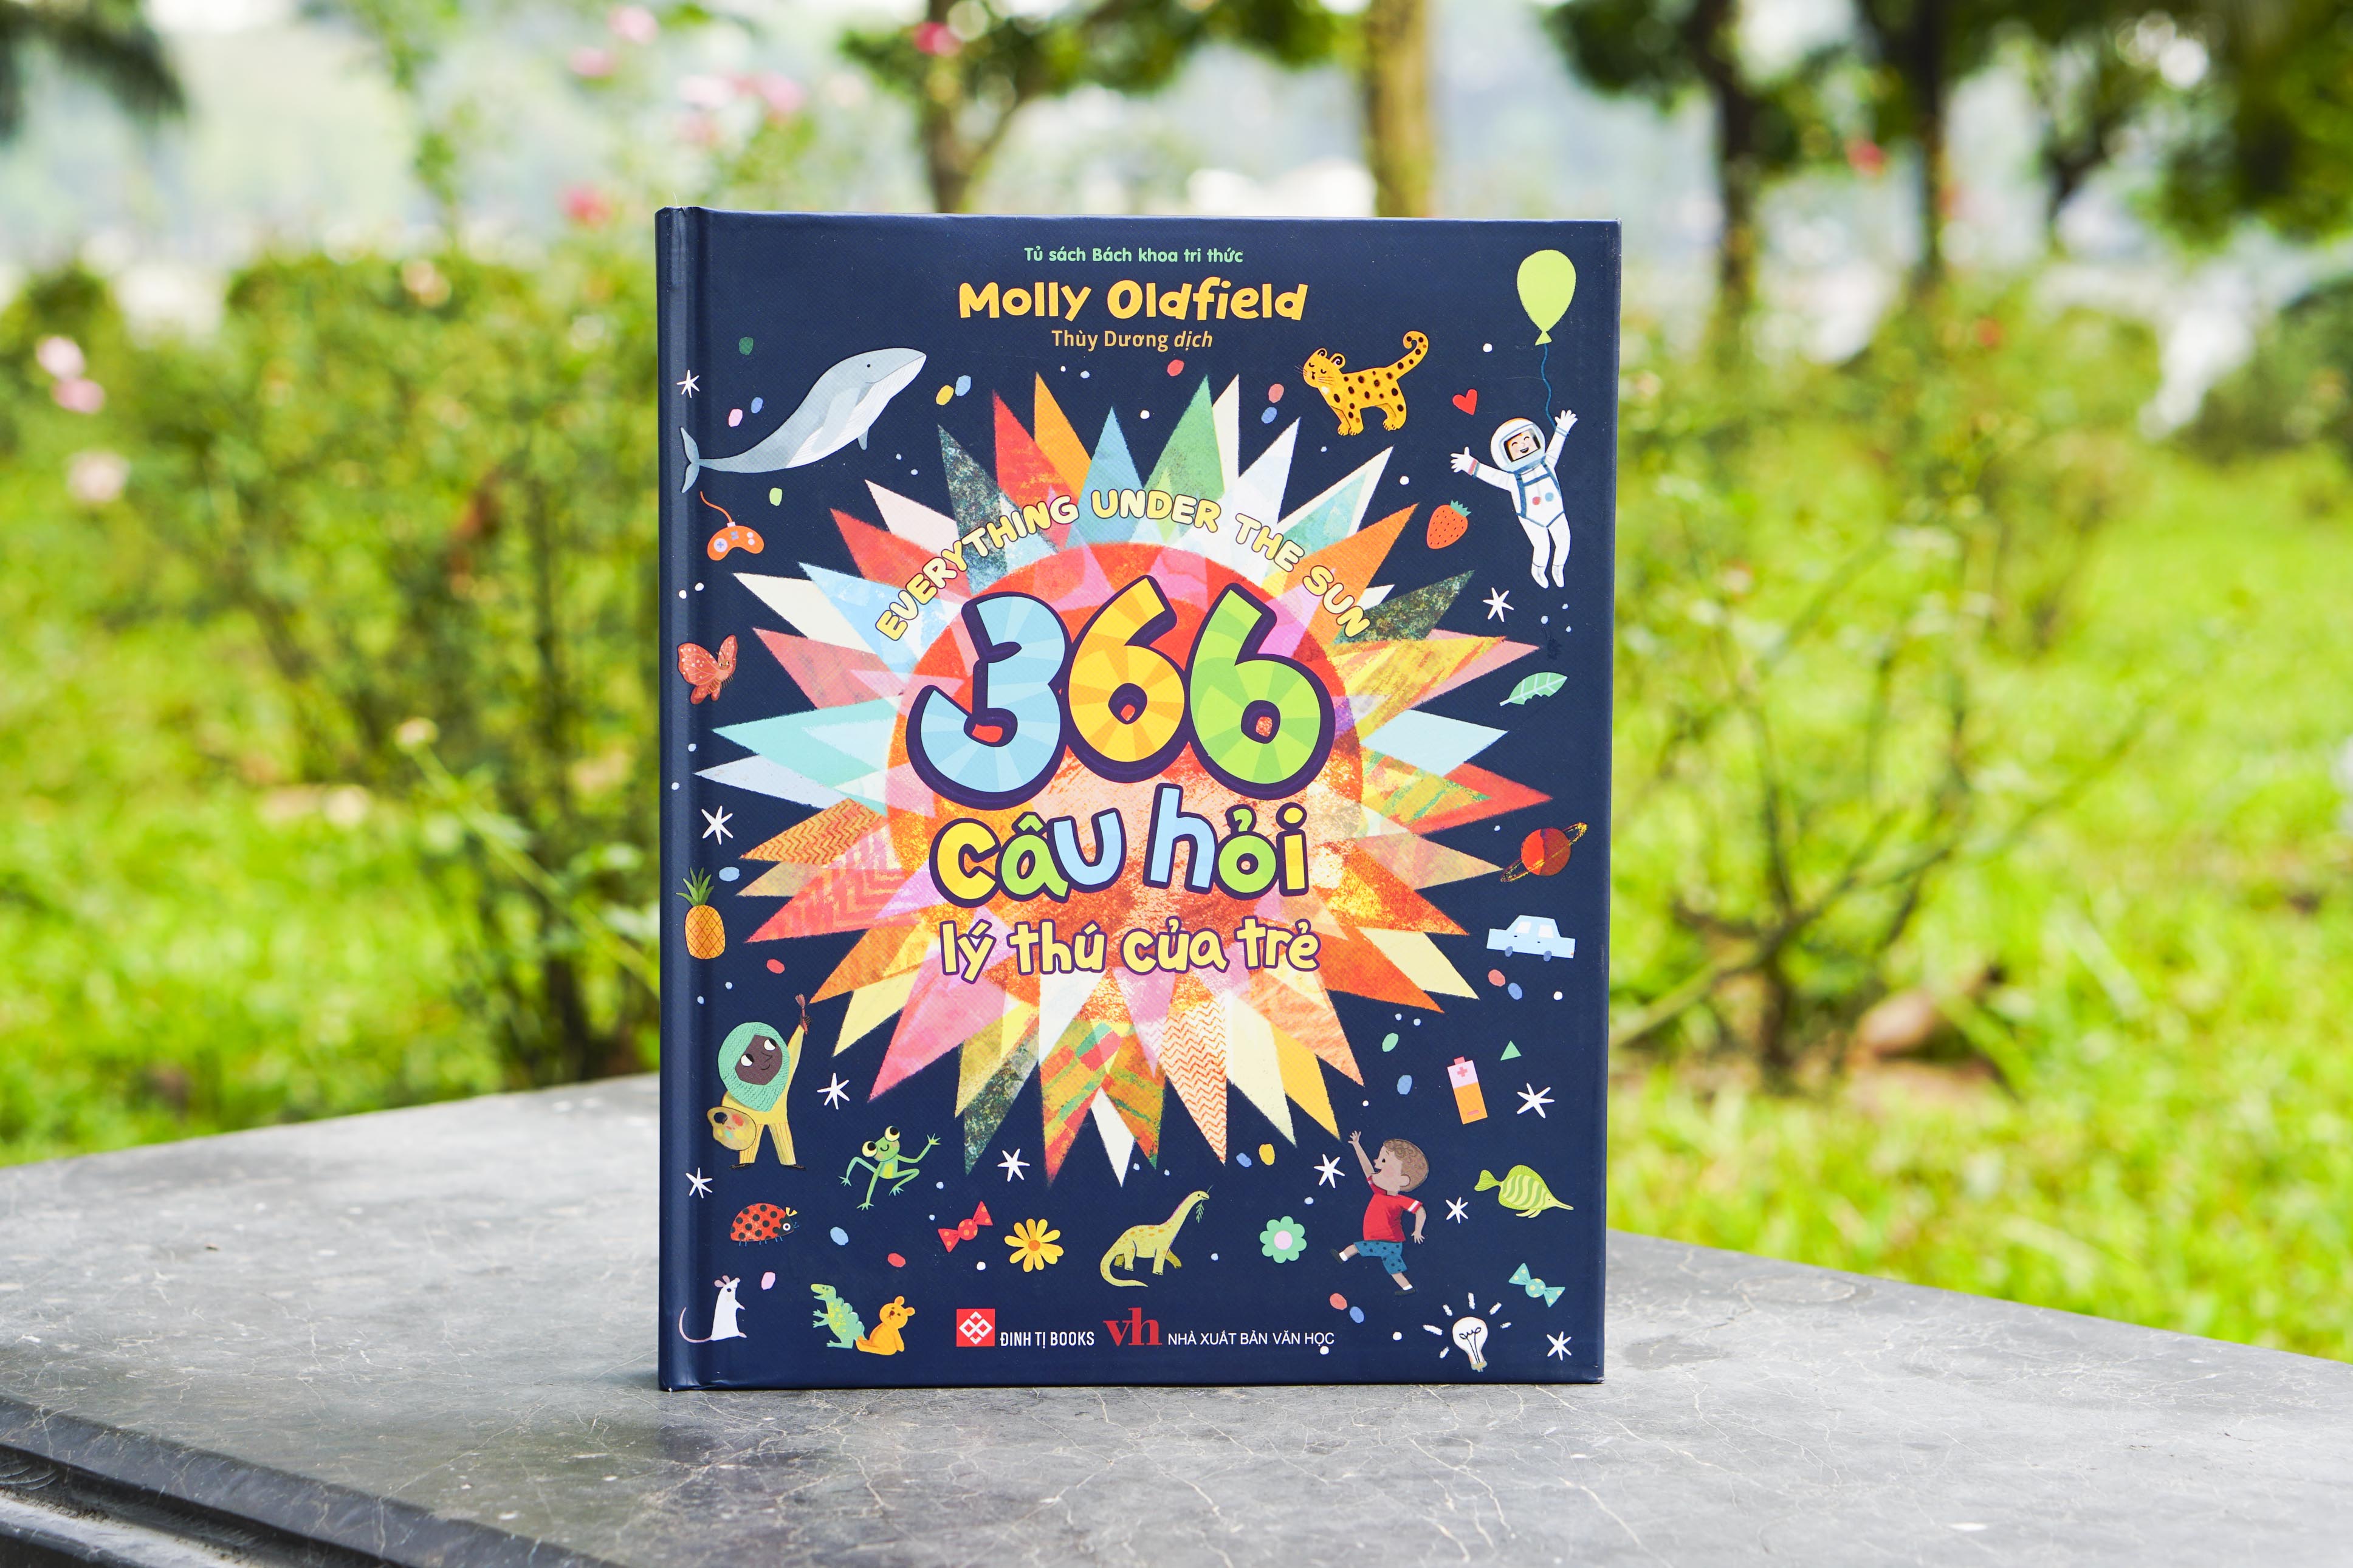 Tủ sách Bách khoa tri thức
Molly Oldfield
Thùy Dương dịch
EVERYTHING UNDER THE SUN
366
câu hỏi
lý thú của trẻ
ĐINH TỊ BOOKS
vh NHÀ XUẤT BẢN VĂN HỌC